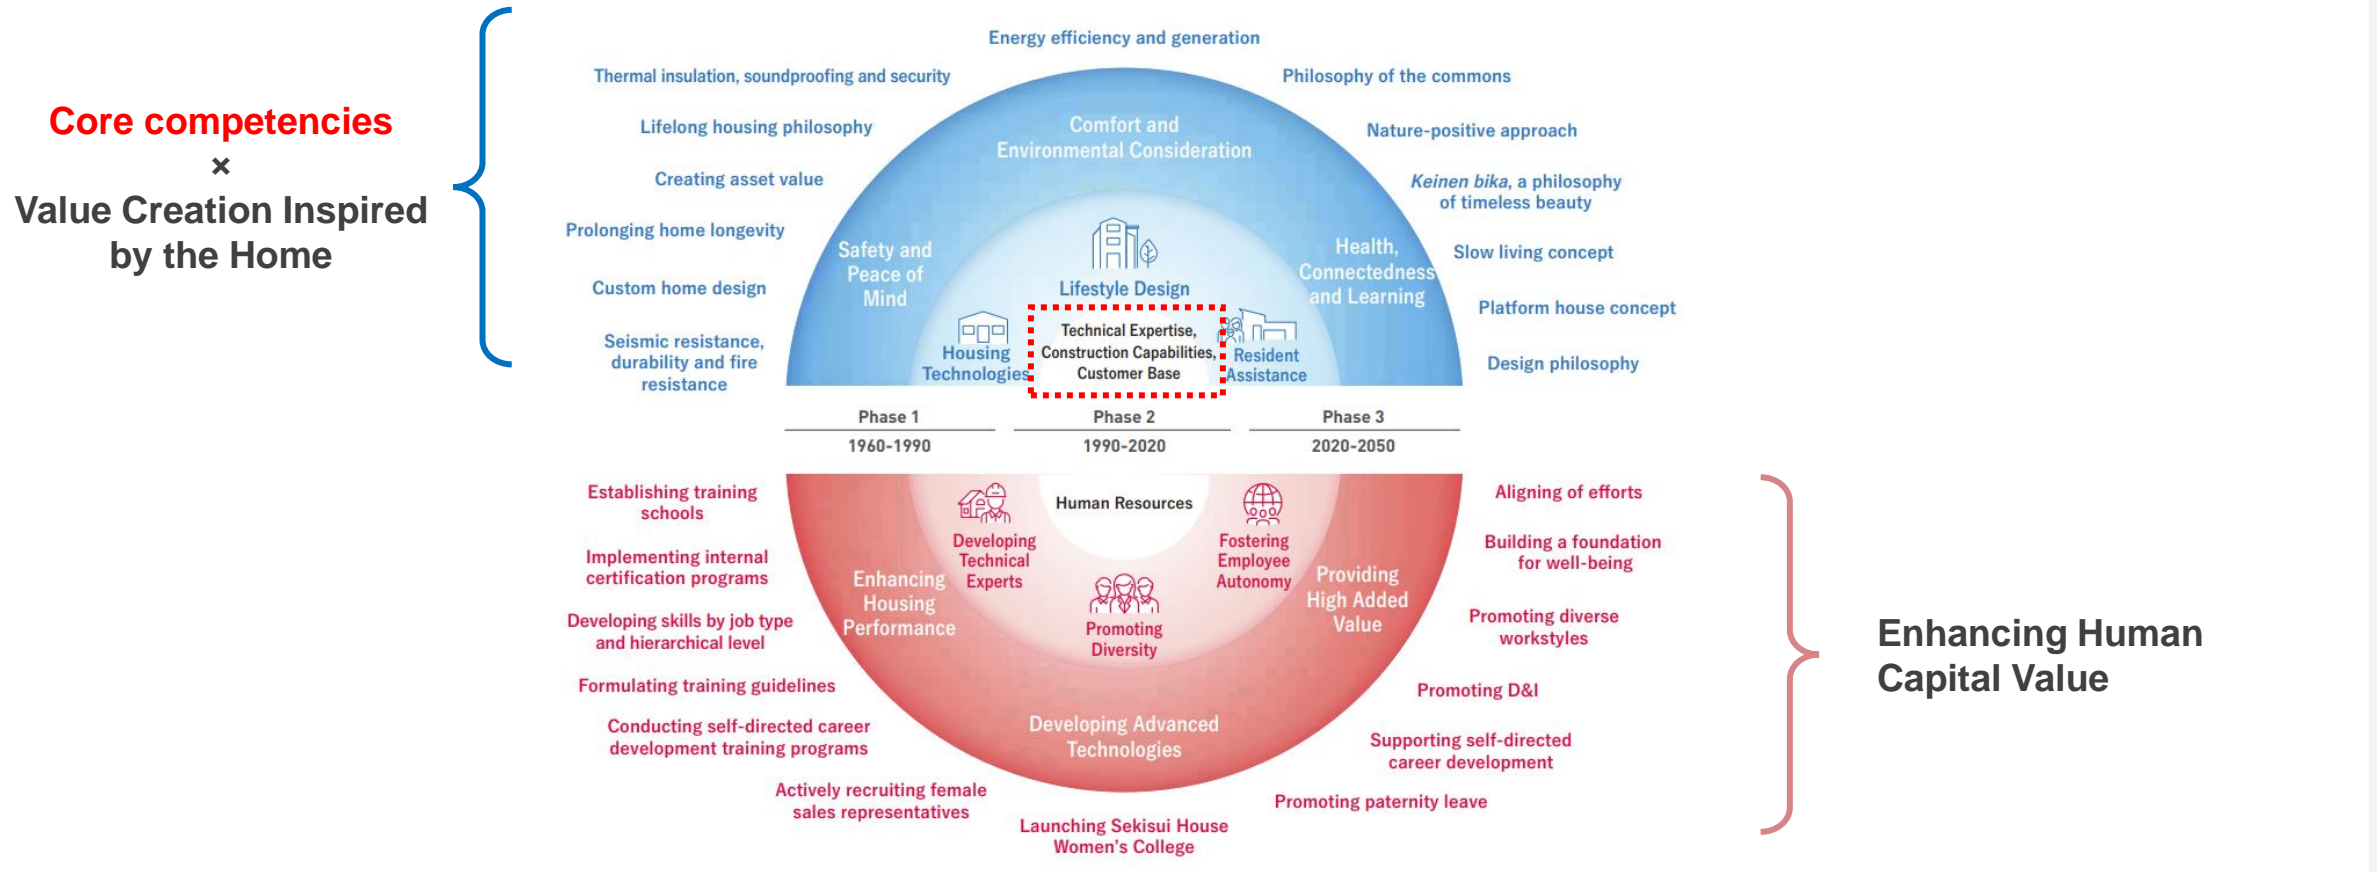 Core competencies
×
Value Creation Inspired
by the Home
Energy efficiency and generation
Thermal insulation, soundproofing and security
Lifelong housing philosophy
Creating asset value
Prolonging home longevity
Custom home design
Seismic resistance,
durability and fire
resistance
Philosophy of the commons
Nature-positive approach
Keinen bika, a philosophy
of timeless beauty
Slow living concept
Platform house concept
Design philosophy
Comfort and
Environmental Consideration
Safety and
Peace of
Mind
Health,
Connectedness
and Learning
Lifestyle Design
Housing
Technologies
Technical Expertise,
Construction Capabilities,
Customer Base
Resident
Assistance
Phase 1
1960-1990
Phase 2
1990-2020
Phase 3
2020-2050
Human Resources
Developing
Technical
Experts
Promoting
Diversity
Fostering
Employee
Autonomy
Enhancing
Housing
Performance
Developing Advanced
Technologies
Providing
High Added
Value
Establishing training
schools
Implementing internal
certification programs
Developing skills by job type
and hierarchical level
Formulating training guidelines
Conducting self-directed career
development training programs
Actively recruiting female
sales representatives
Launching Sekisui House
Women's College
Aligning of efforts
Building a foundation
for well-being
Promoting diverse
workstyles
Promoting D&I
Supporting self-directed
career development
Promoting paternity leave
Enhancing Human
Capital Value